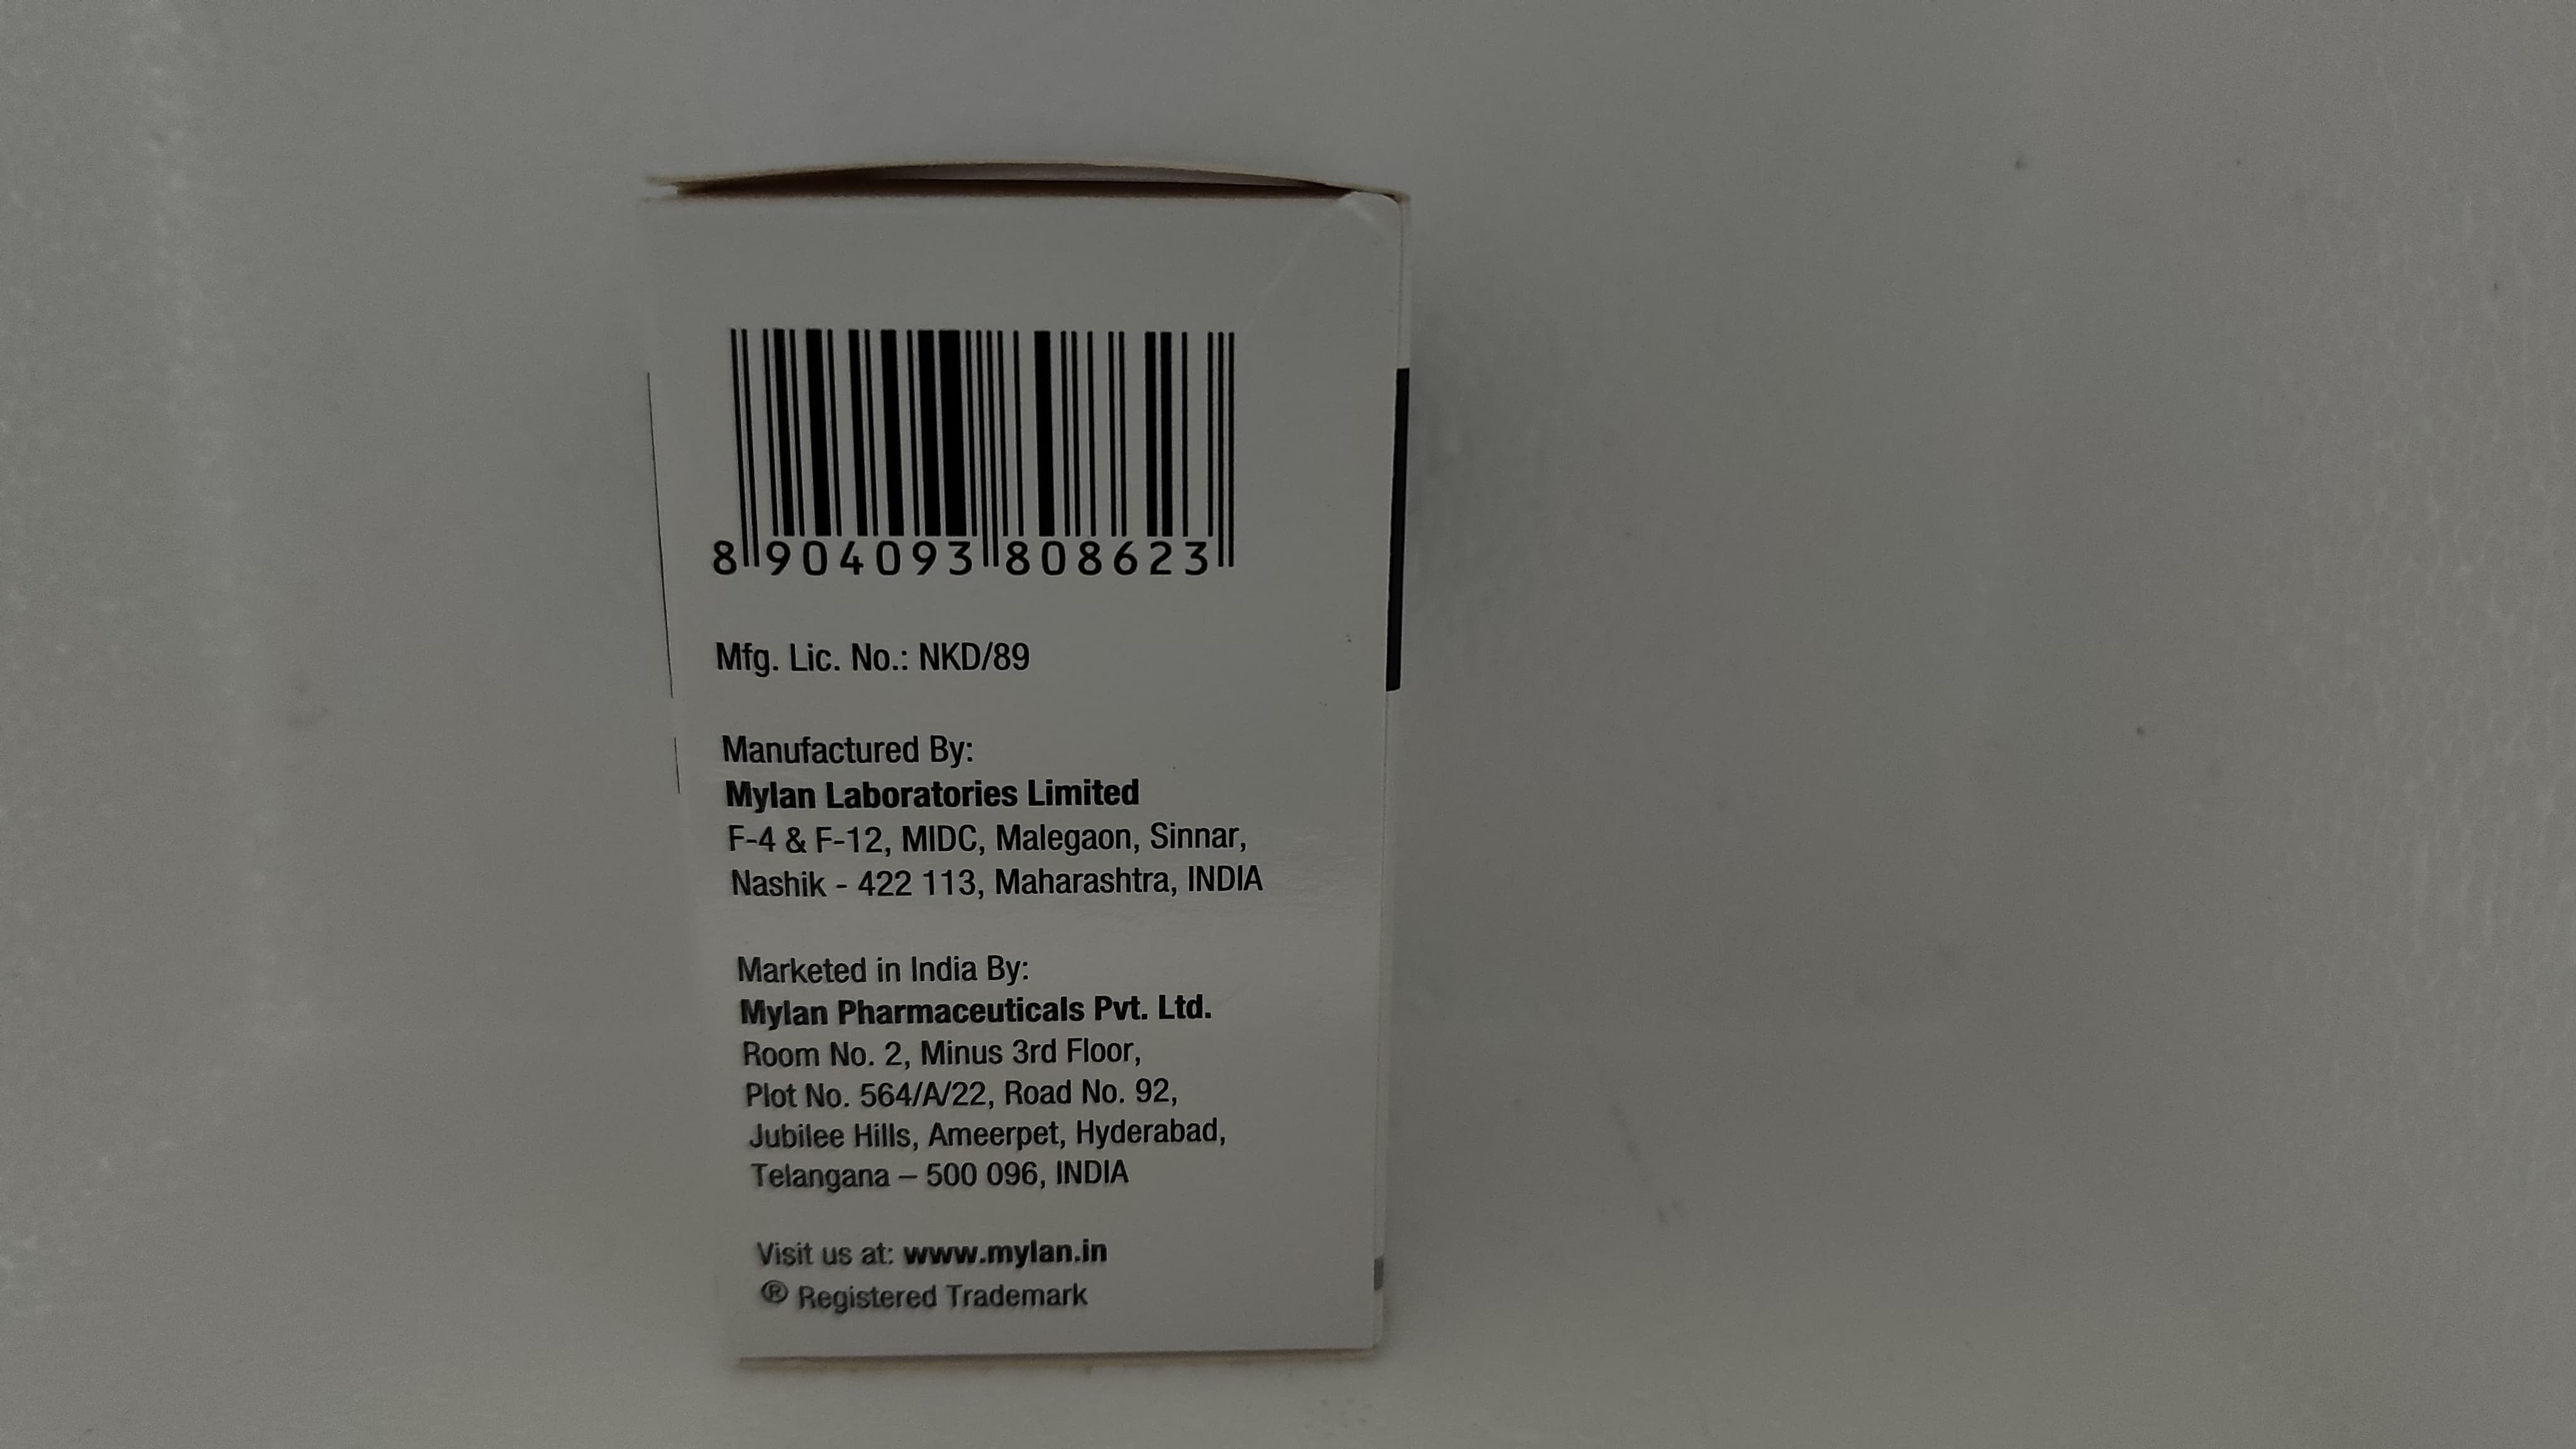 8 904093 808623
Mfg. Lic. No.: NKD/89
Manufactured By:
Mylan Laboratories Limited
F-4 & F-12, MIDC, Malegaon, Sinnar,
Nashik - 422 113, Maharashtra, INDIA
Marketed in India By:
Mylan Pharmaceuticals Pvt. Ltd.
Room No. 2, Minus 3rd Floor,
Plot No. 564/A/22, Road No. 92,
Jubilee Hills, Ameerpet, Hyderabad,
Telangana – 500 096, INDIA
Visit us at: www.mylan.in
® Registered Trademark